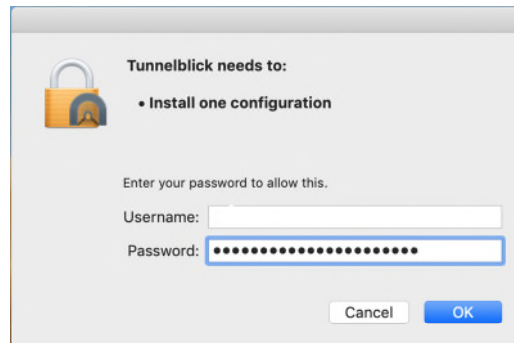 Tunnelblick needs to:
• Install one configuration
Enter your password to allow this.
Username:
Password: ••••••••••••••••••••••
Cancel OK